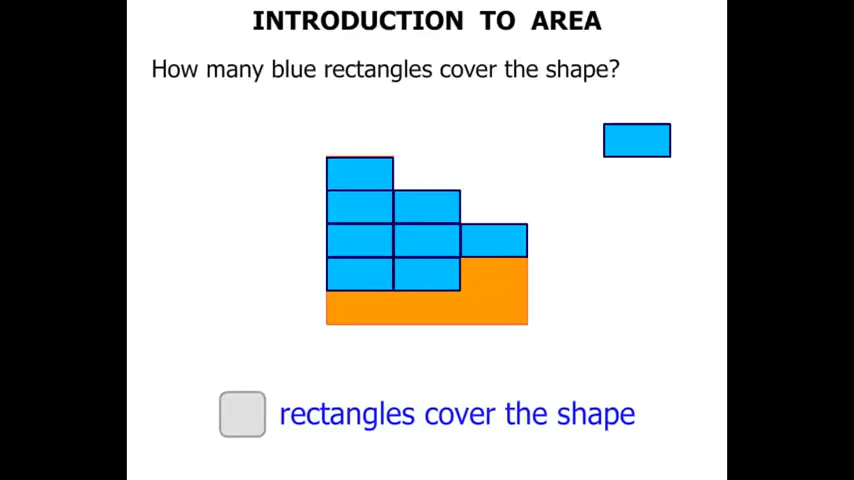 INTRODUCTION TO AREA
How many blue rectangles cover the shape?
rectangles cover the shape